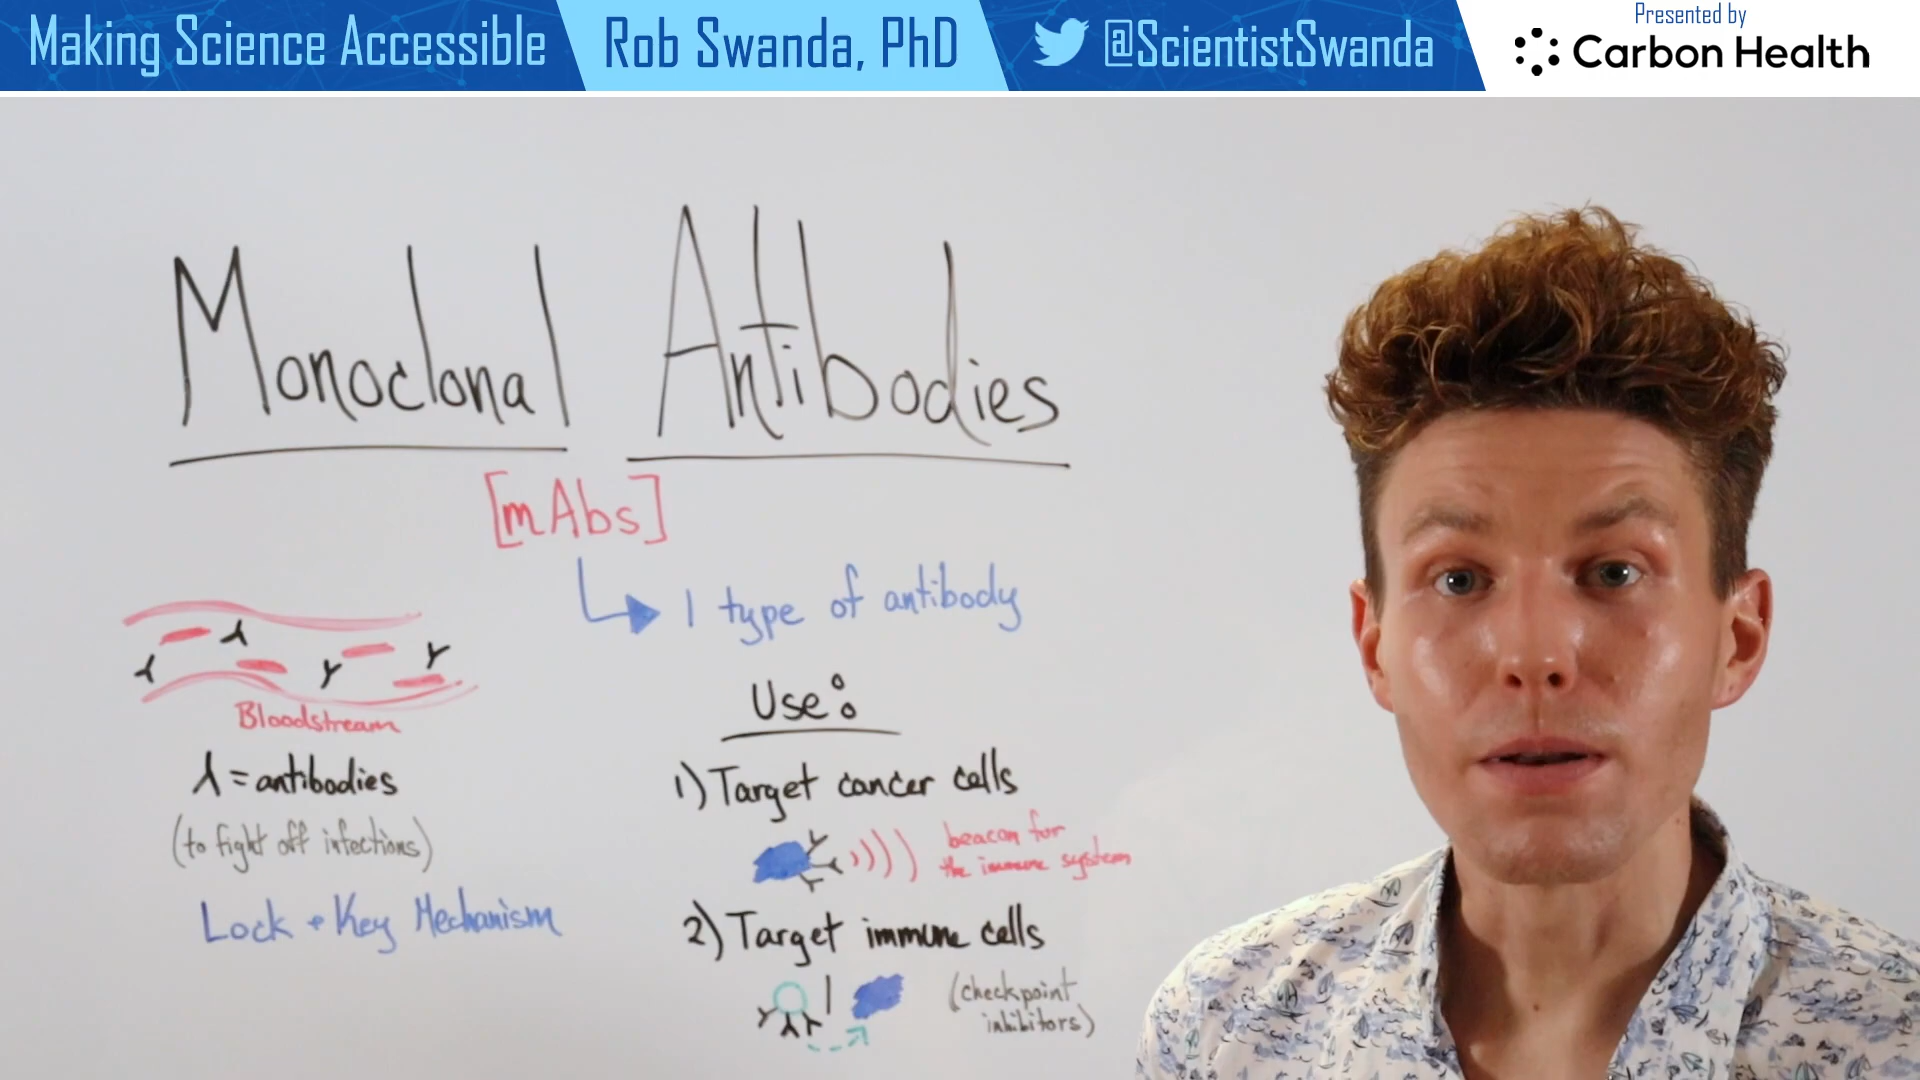 Making Science Accessible
Rob Swanda, PhD
@ScientistSwanda
Presented by
Carbon Health
Monoclonal Antibodies
[mAbs]
1 type of antibody
Bloodstream
= antibodies
(to fight off infections)
Lock + Key Mechanism
Use:
1) Target cancer cells
beacon for
the immune system
2) Target immune cells
(checkpoint
inhibitors)